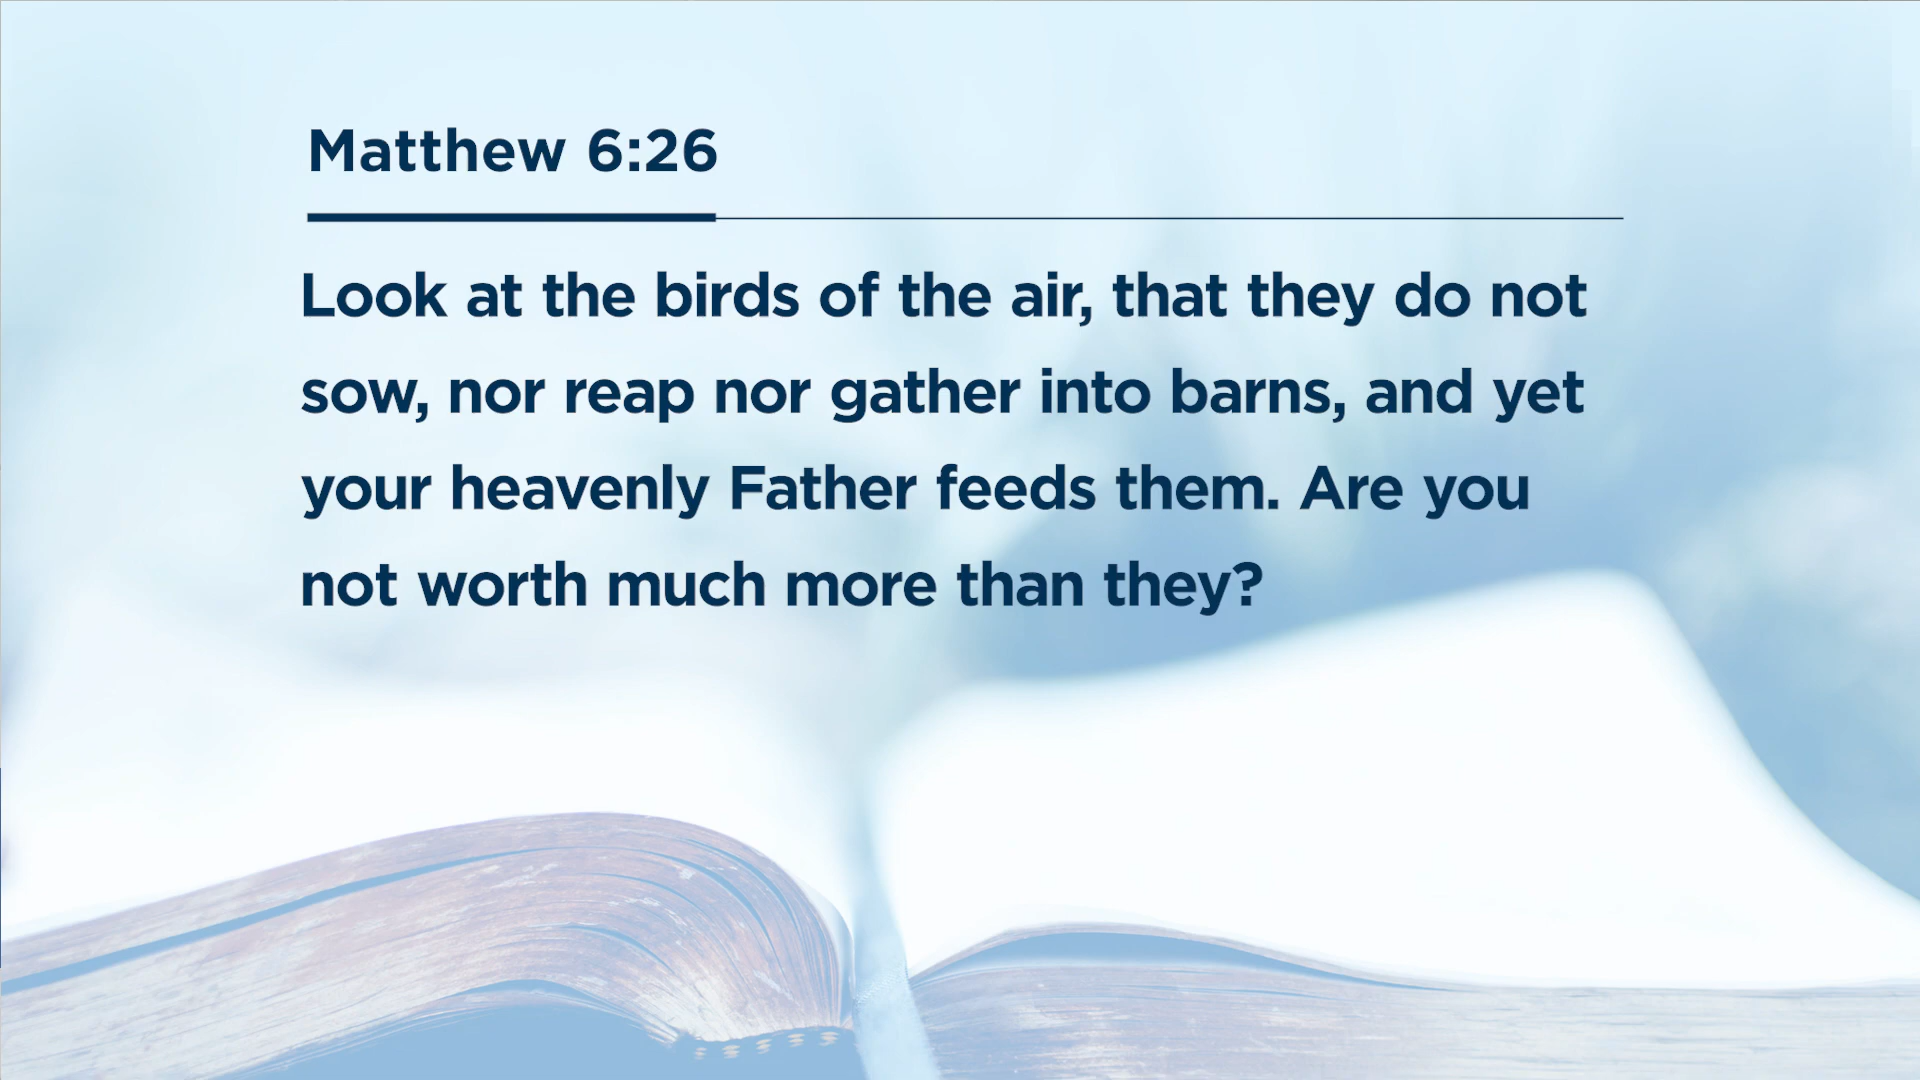 Matthew 6:26
Look at the birds of the air, that they do not
sow, nor reap nor gather into barns, and yet
your heavenly Father feeds them. Are you
not worth much more than they?